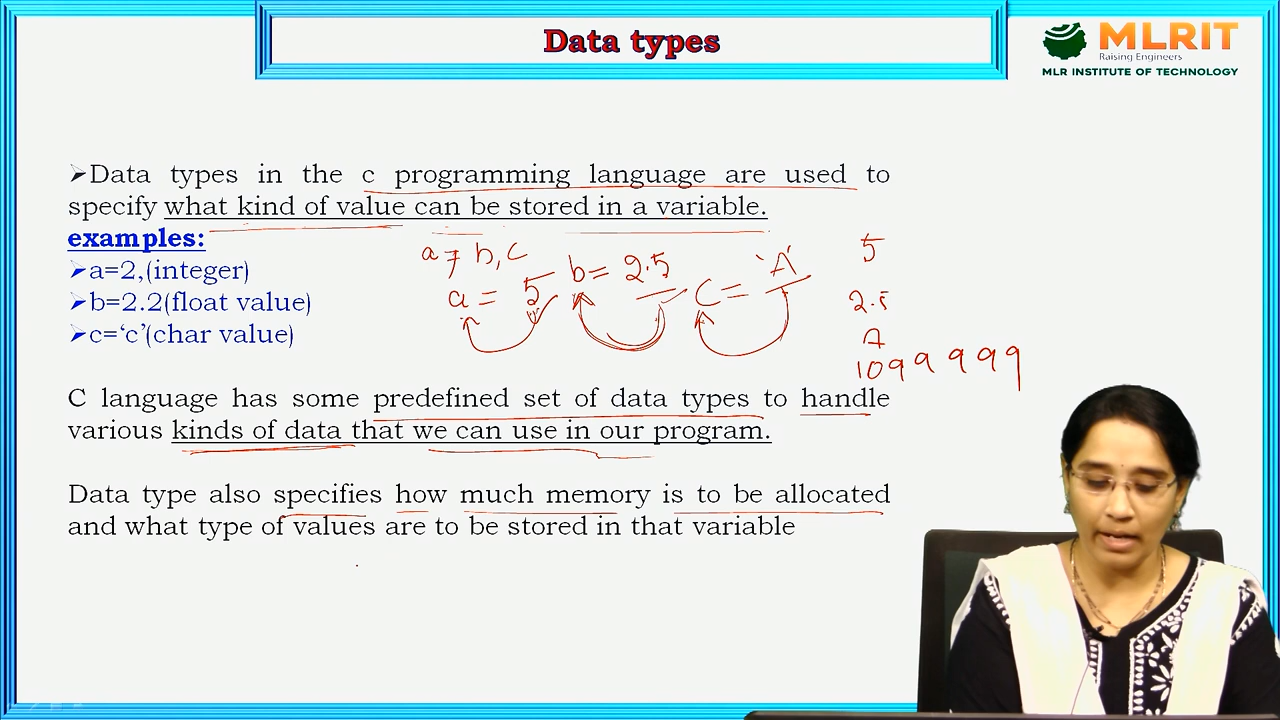 Data types
MLRIT
Raising Engineers
MLR INSTITUTE OF TECHNOLOGY
➢Data types in the c programming language are used to
specify what kind of value can be stored in a variable.
examples:
➢a=2,(integer)
➢b=2.2(float value)
➢c=‘c’(char value)
b, c
a = 5
b= 2.5
C = 'A'
5
2.5
A
1099999
C language has some predefined set of data types to handle
various kinds of data that we can use in our program.
Data type also specifies how much memory is to be allocated
and what type of values are to be stored in that variable